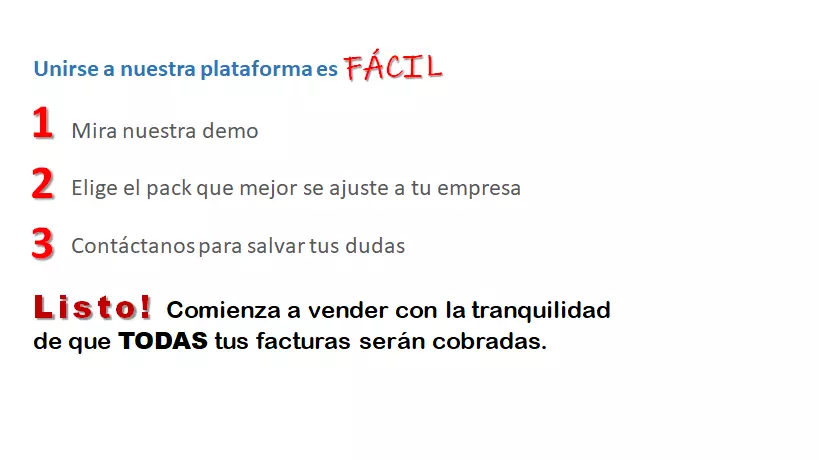 Unirse a nuestra plataforma es FÁCIL
1 Mira nuestra demo
2 Elige el pack que mejor se ajuste a tu empresa
3 Contáctanos para salvar tus dudas
Listo! Comienza a vender con la tranquilidad
de que TODAS tus facturas serán cobradas.